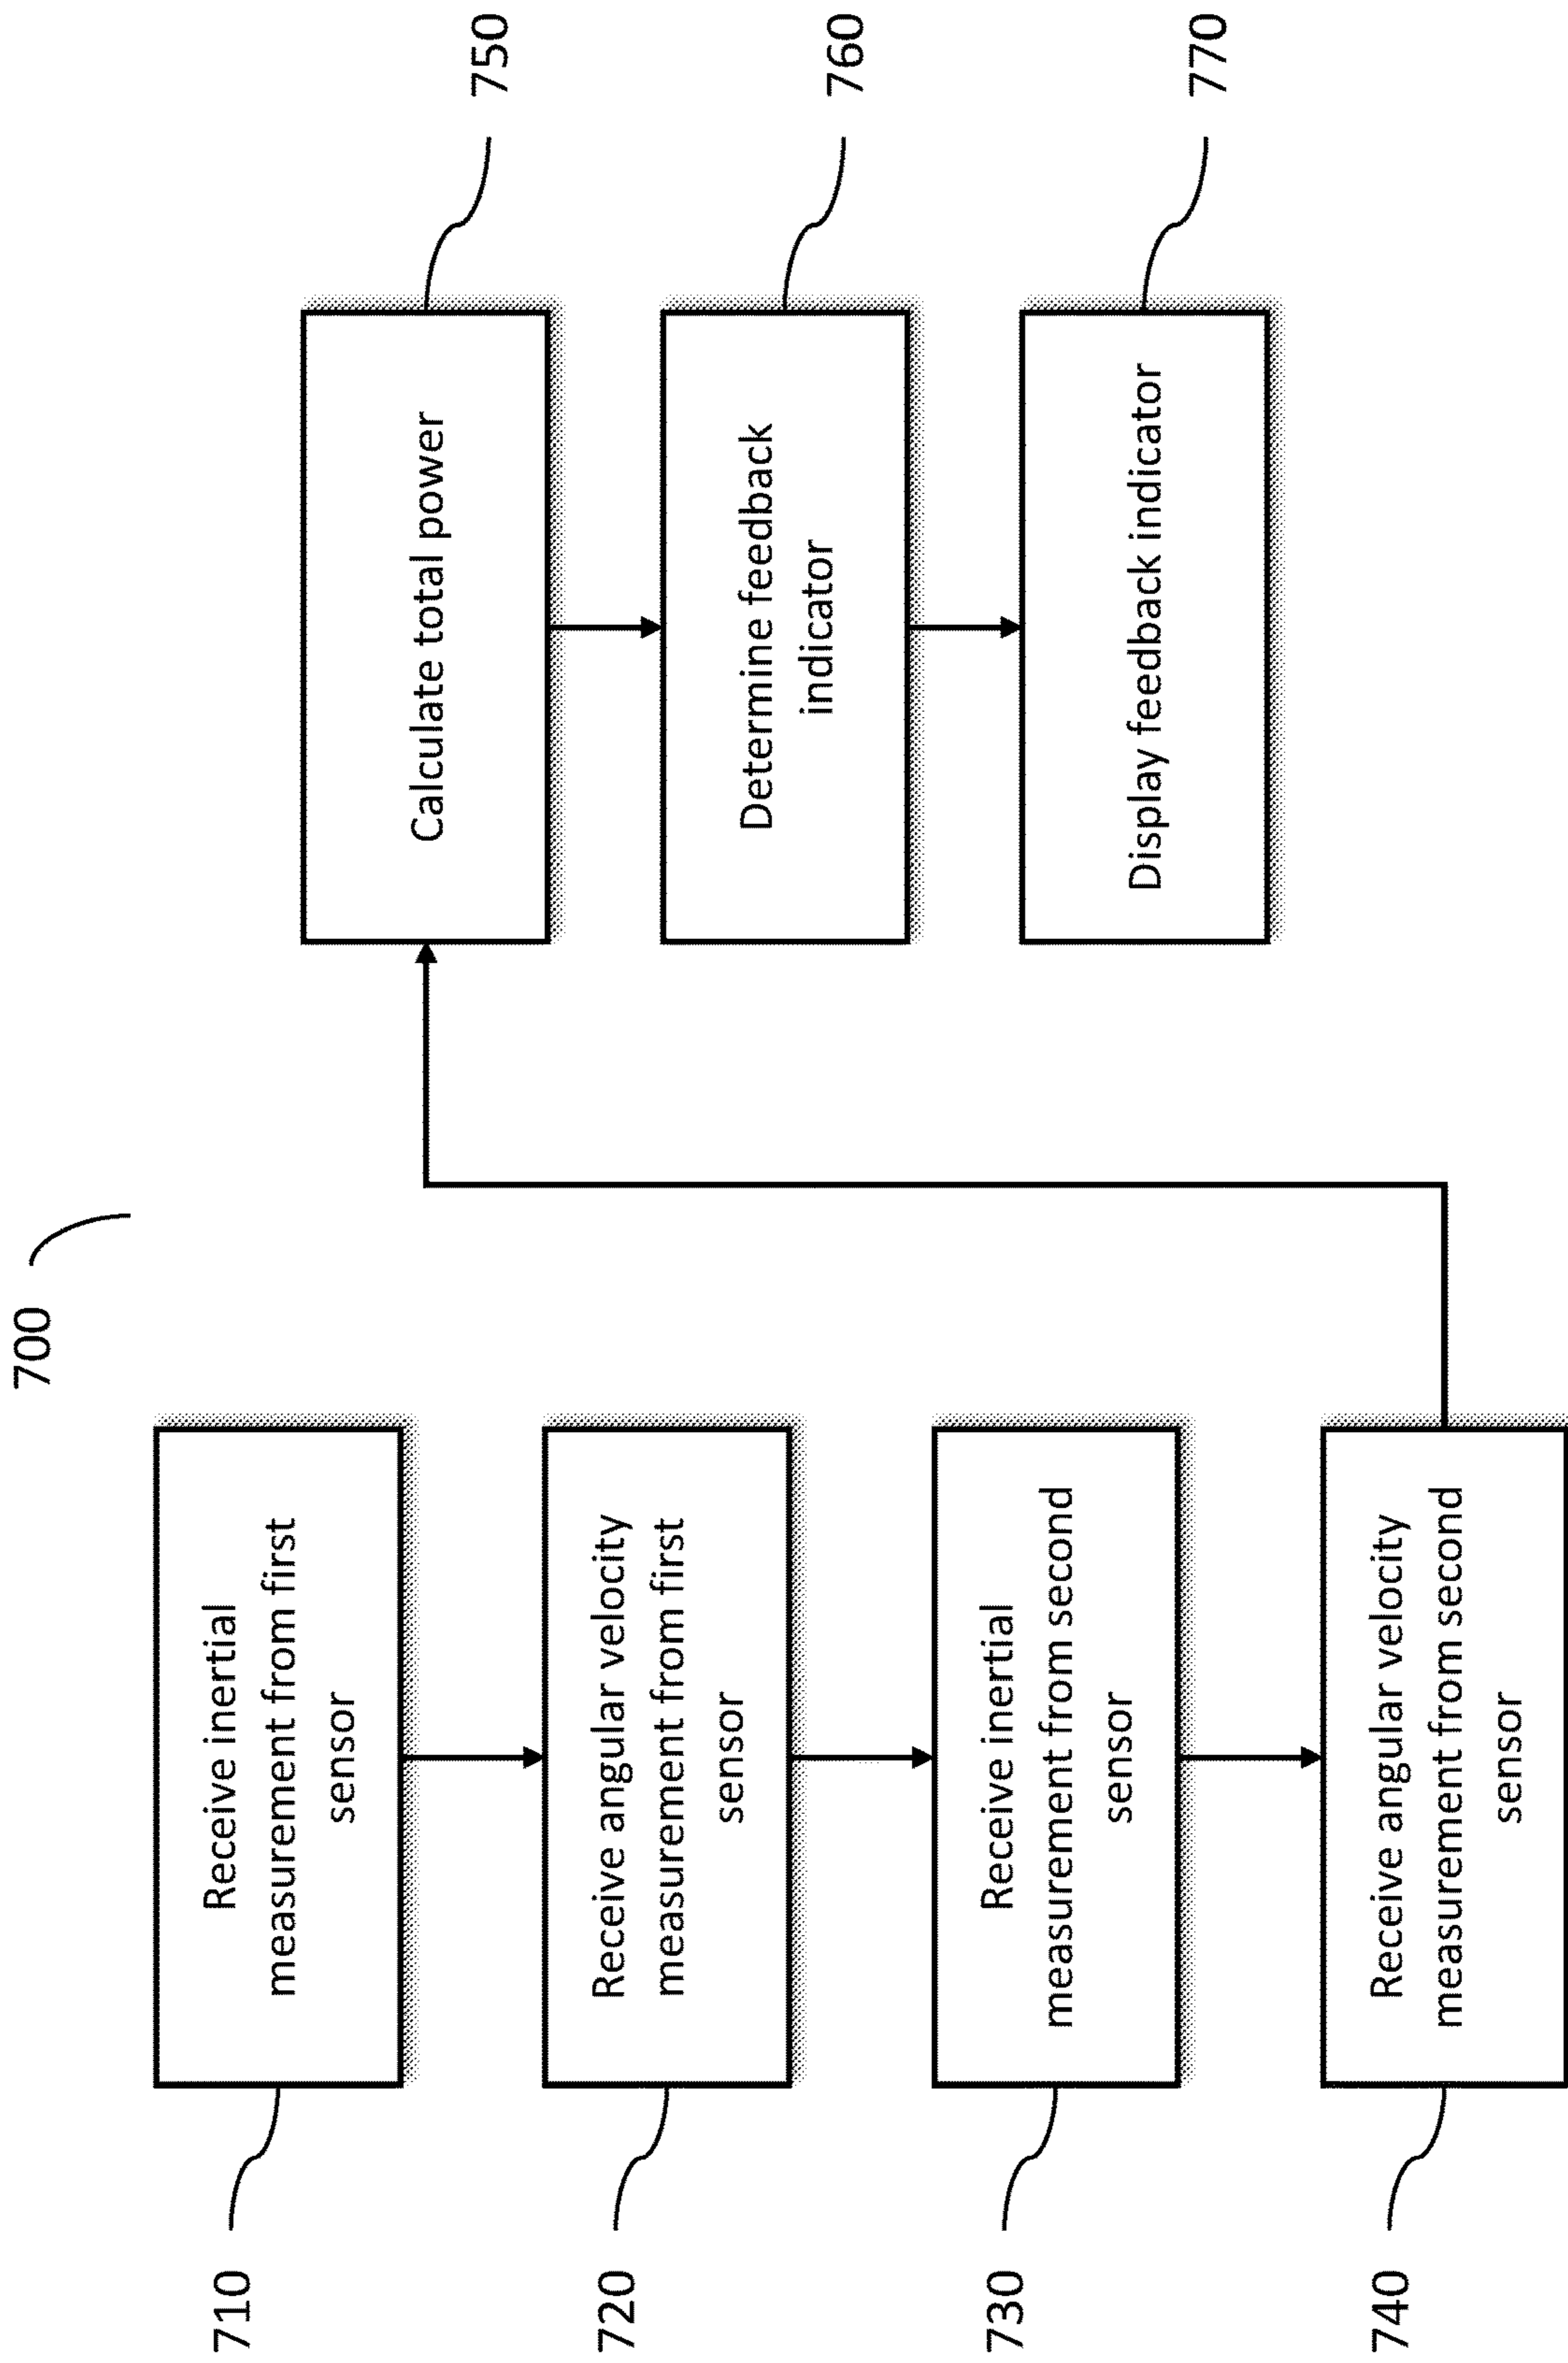 700
710
Receive inertial
measurement from first
sensor
720
Receive angular velocity
measurement from first
sensor
730
Receive inertial
measurement from second
sensor
740
Receive angular velocity
measurement from second
sensor
750
Calculate total power
760
Determine feedback
indicator
770
Display feedback indicator